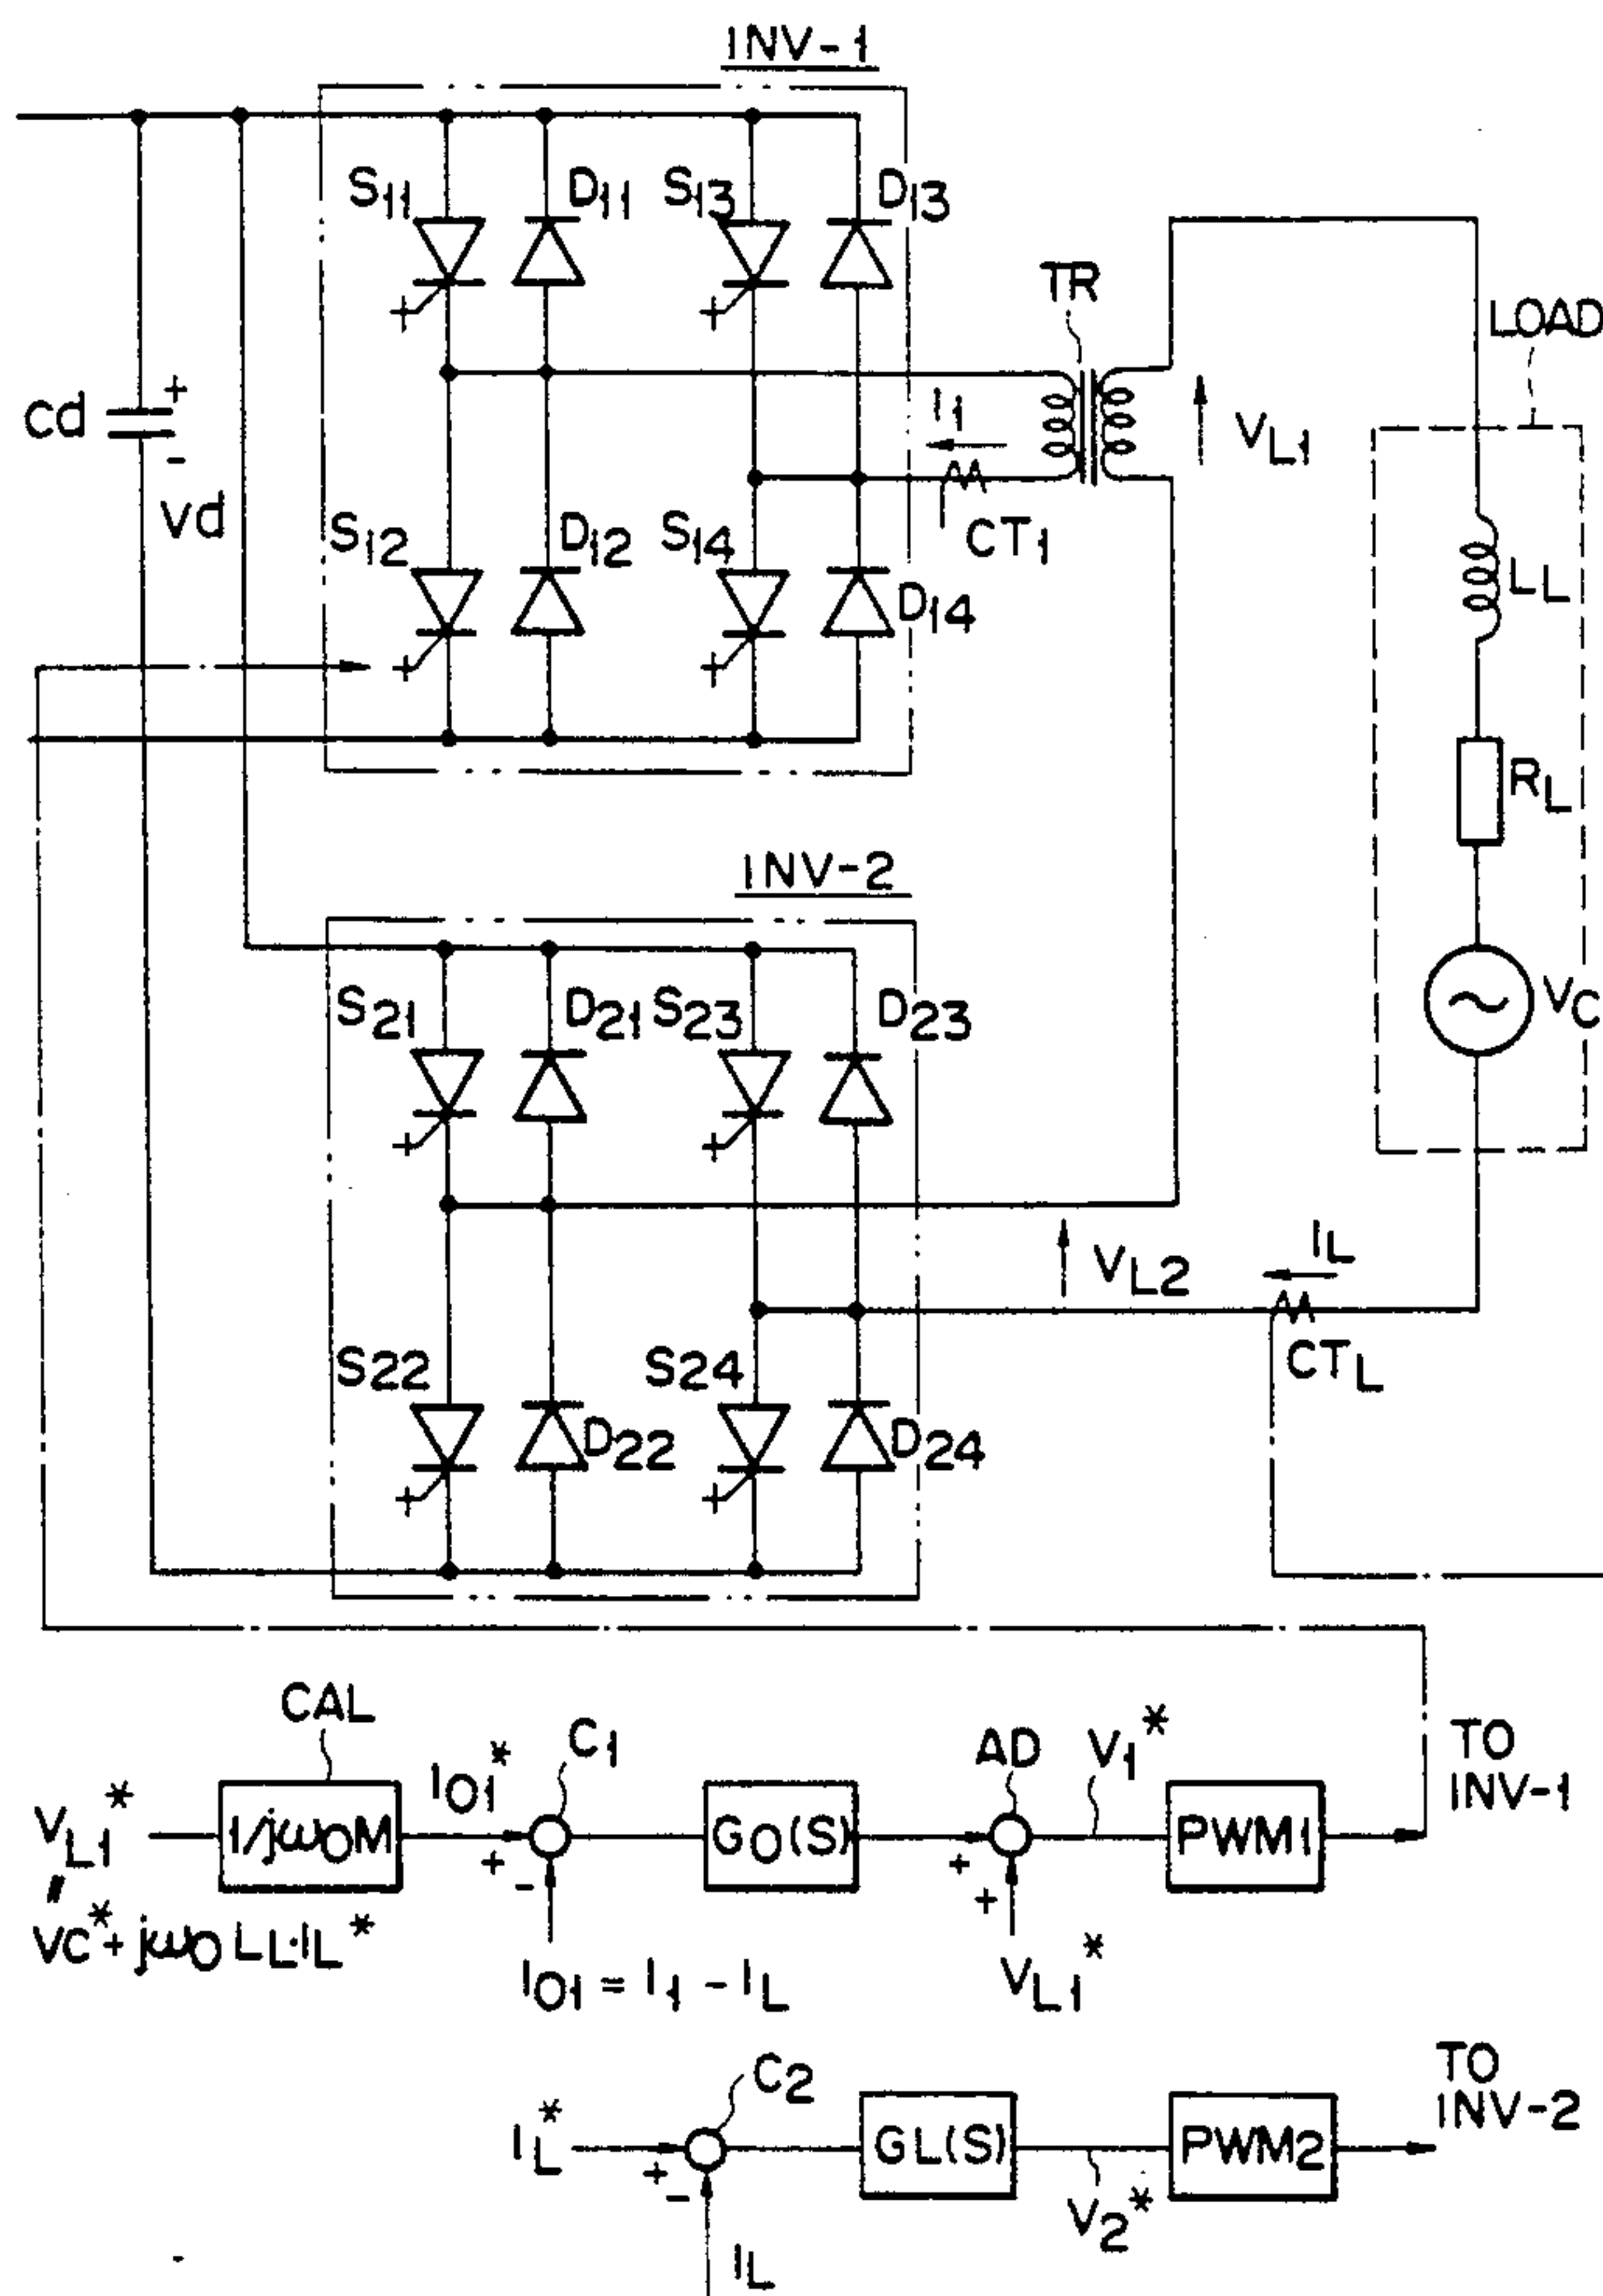 INV-1
S11
D11
S13
D13
TR
LOAD
Cd
+
-
Vd
I1
VL1
S12
D12
S14
CT1
D14
LL
RL
INV-2
S21
D21
S23
D23
VC
VL2
IL
CTL
S22
D22
S24
D24
CAL
C1
AD
V1*
TO
INV-1
VL1*
1/jω0M
I01*
G0(S)
PWM1
+
-
+
+
=
VC*+jω0LL·IL*
I01=I1-IL
VL1*
C2
TO
INV-2
IL*
GL(S)
PWM2
+
-
V2*
IL